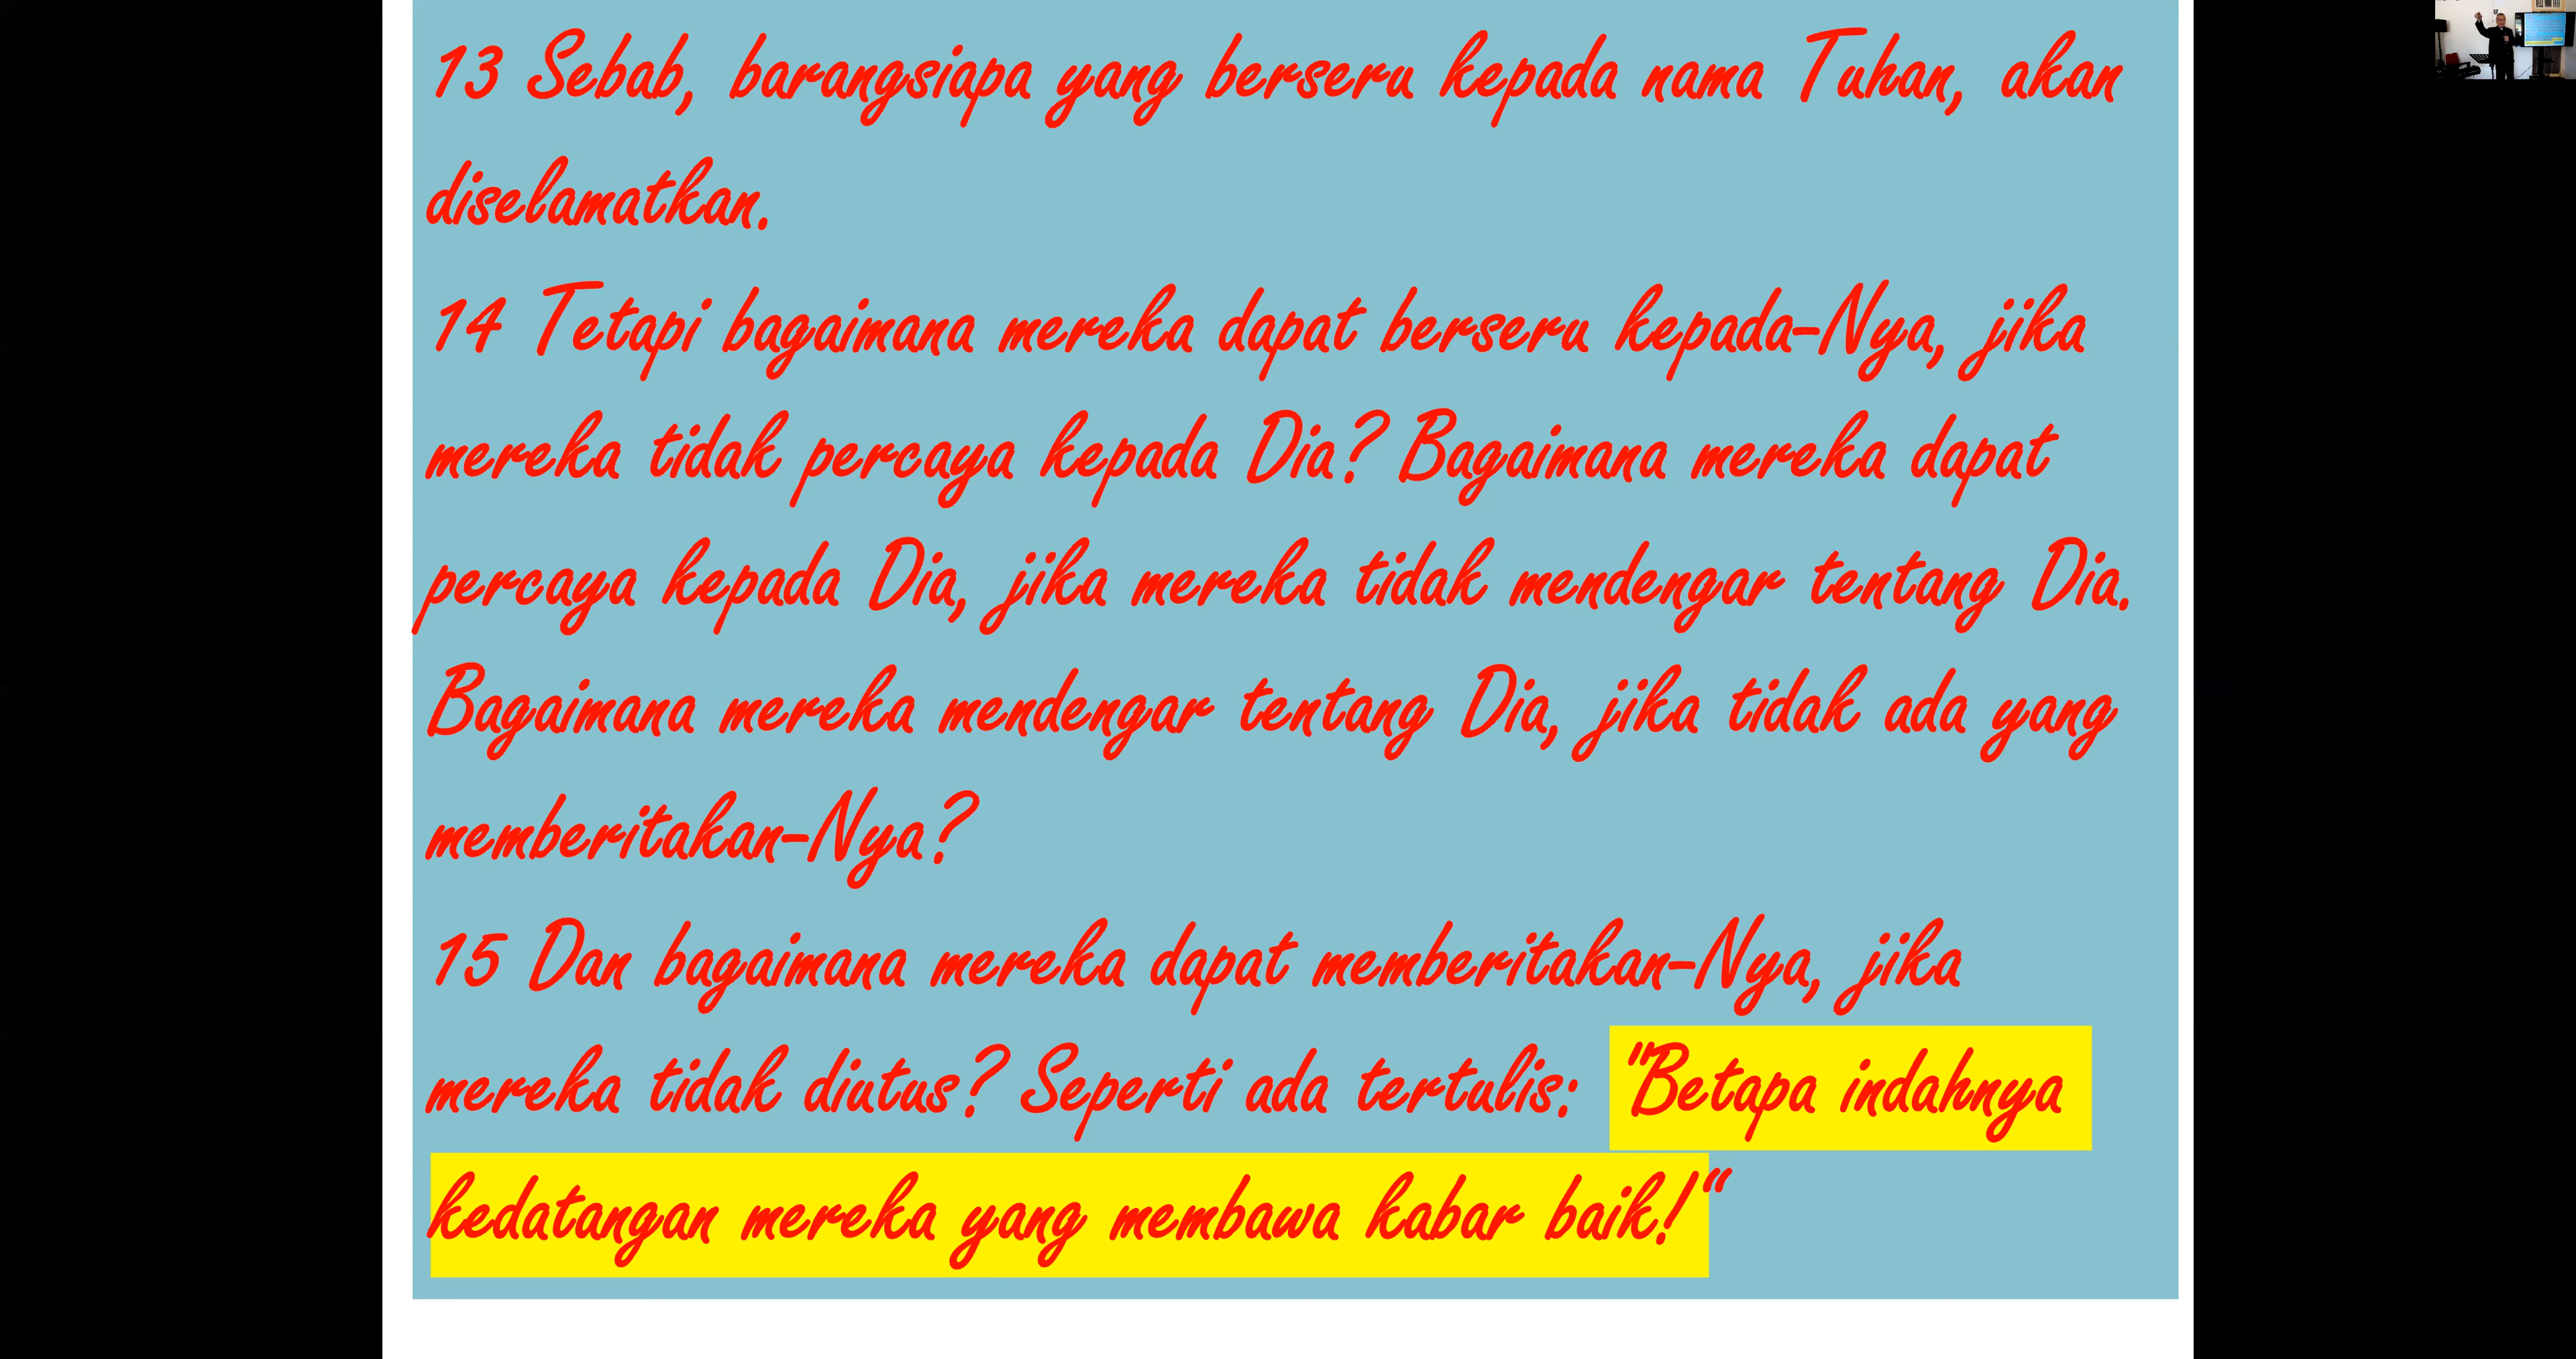 13 Sebab, barangsiapa yang berseru kepada nama Tuhan, akan
diselamatkan.
14 Tetapi bagaimana mereka dapat berseru kepada-Nya, jika
mereka tidak percaya kepada Dia? Bagaimana mereka dapat
percaya kepada Dia, jika mereka tidak mendengar tentang Dia.
Bagaimana mereka mendengar tentang Dia, jika tidak ada yang
memberitakan-Nya?
15 Dan bagaimana mereka dapat memberitakan-Nya, jika
mereka tidak diutus? Seperti ada tertulis: "Betapa indahnya
kedatangan mereka yang membawa kabar baik!“